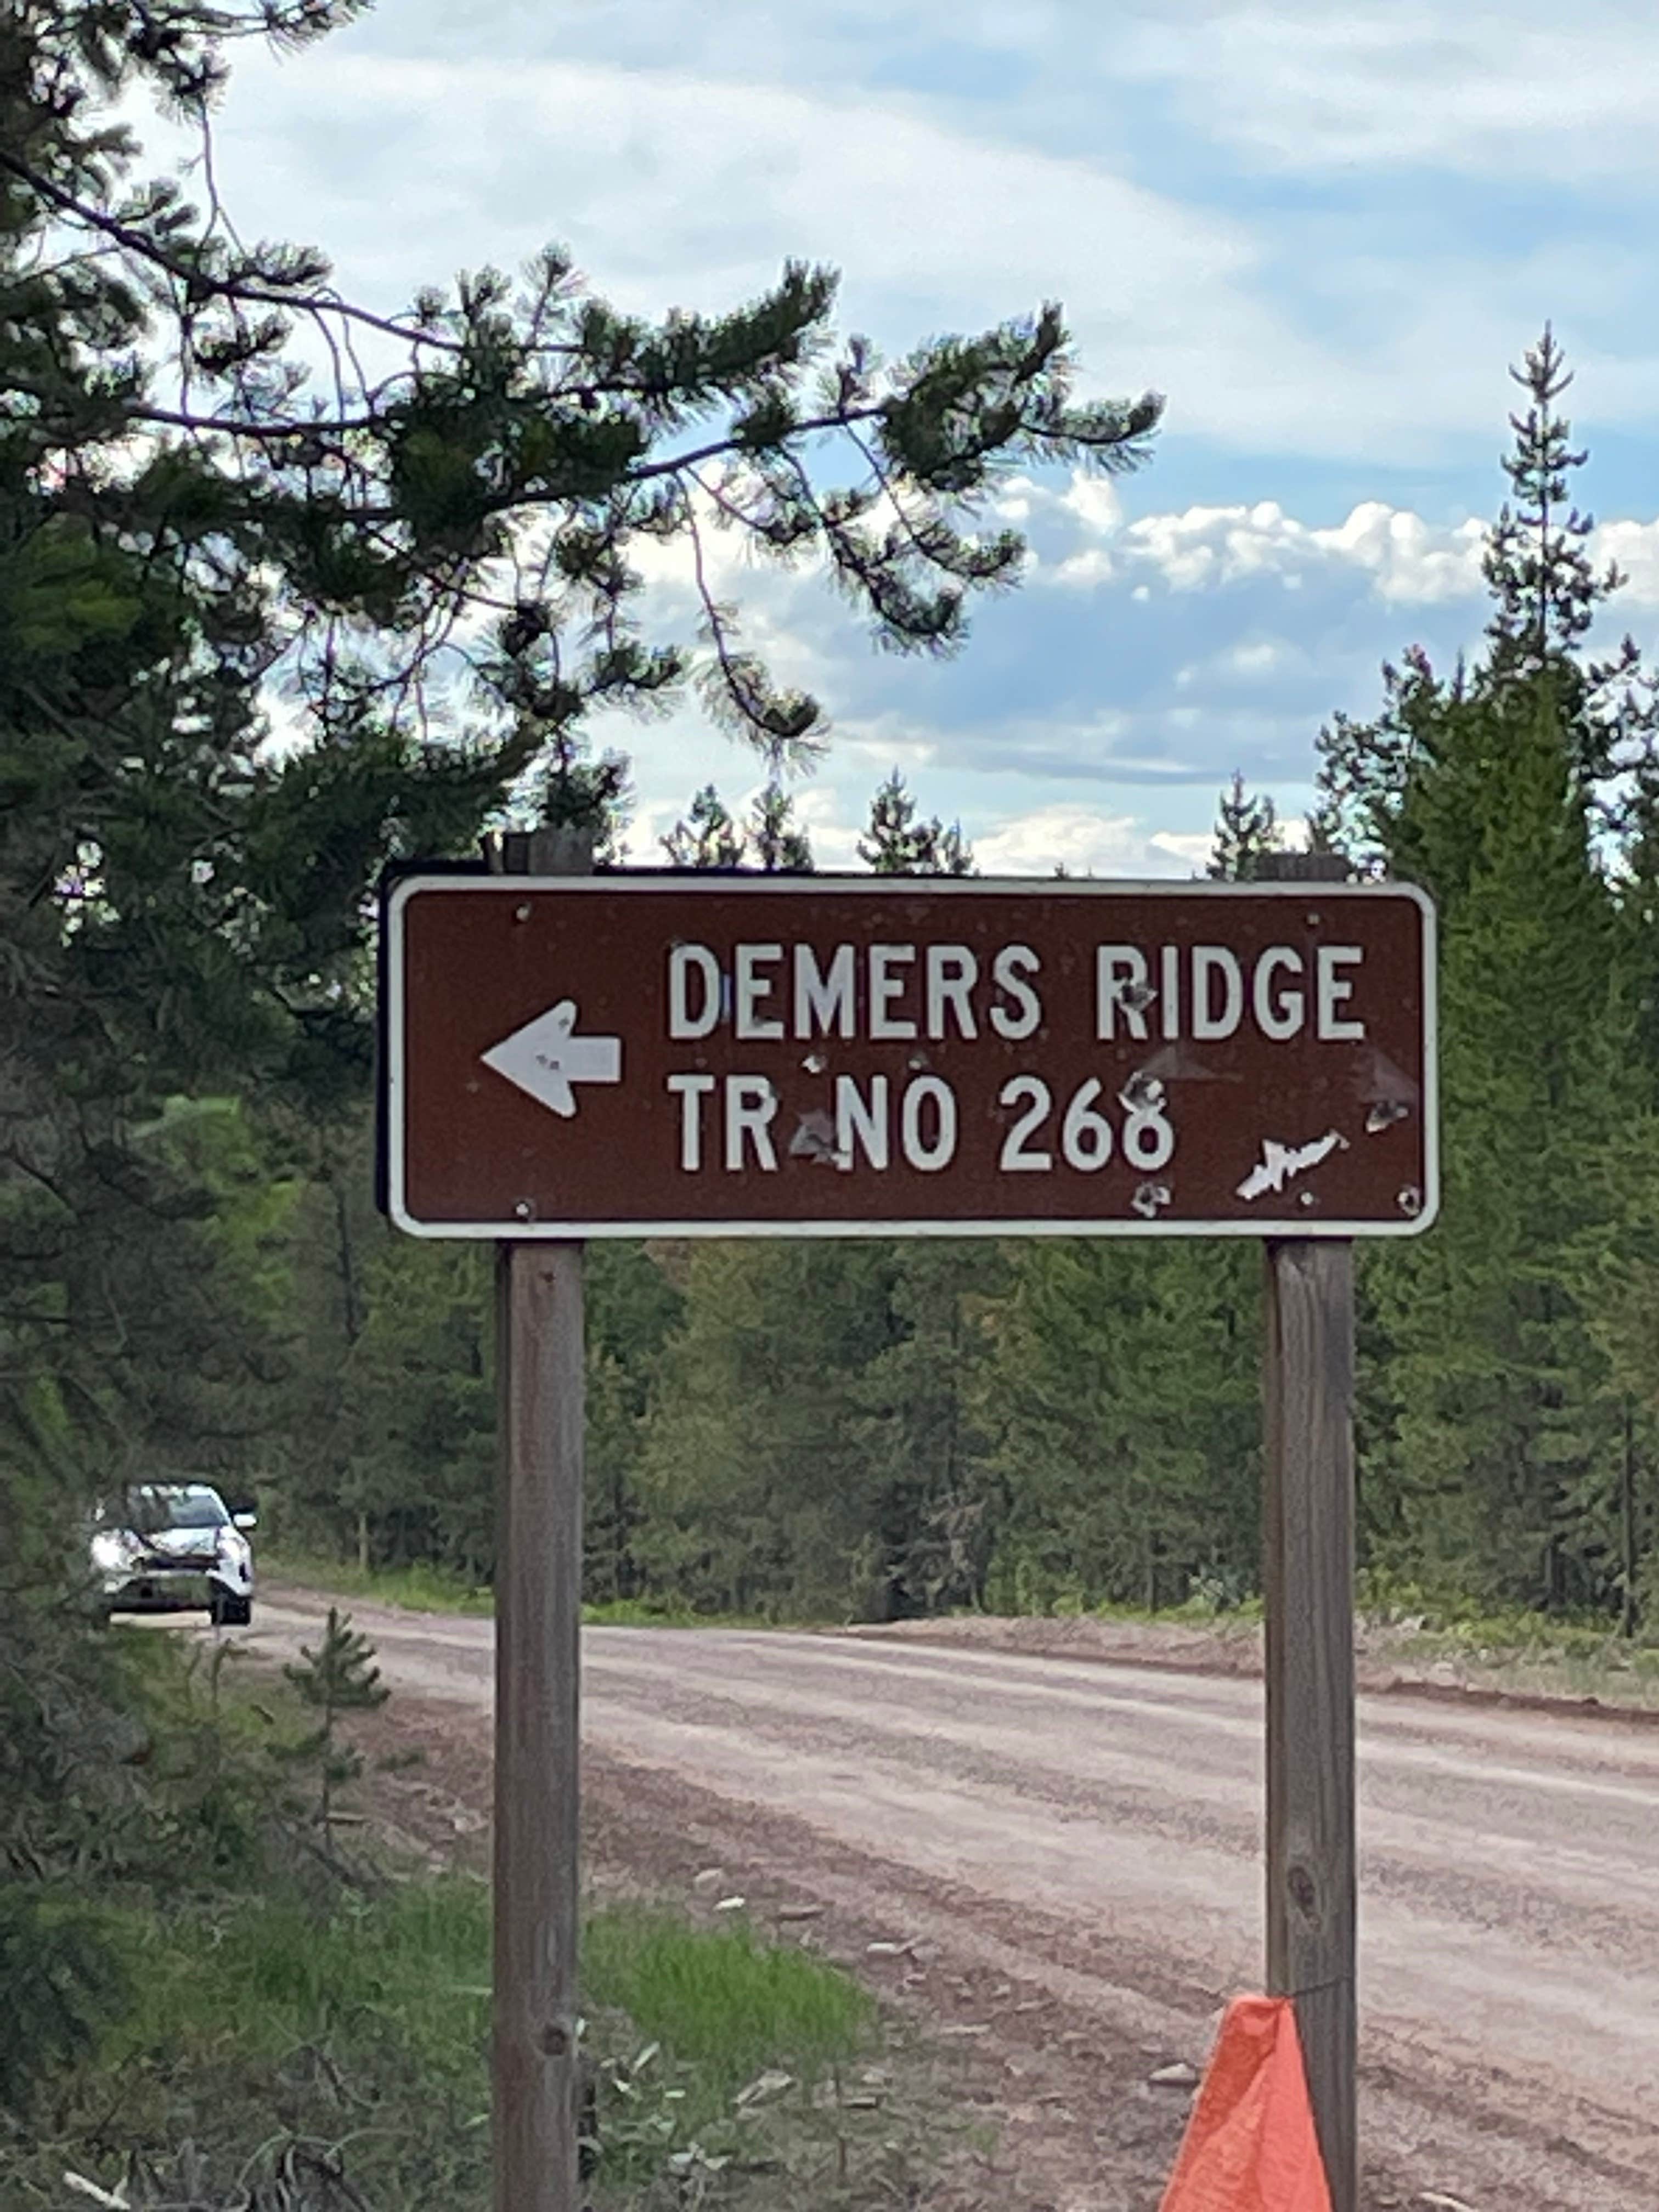 DEMERS RIDGE
TR NO 268